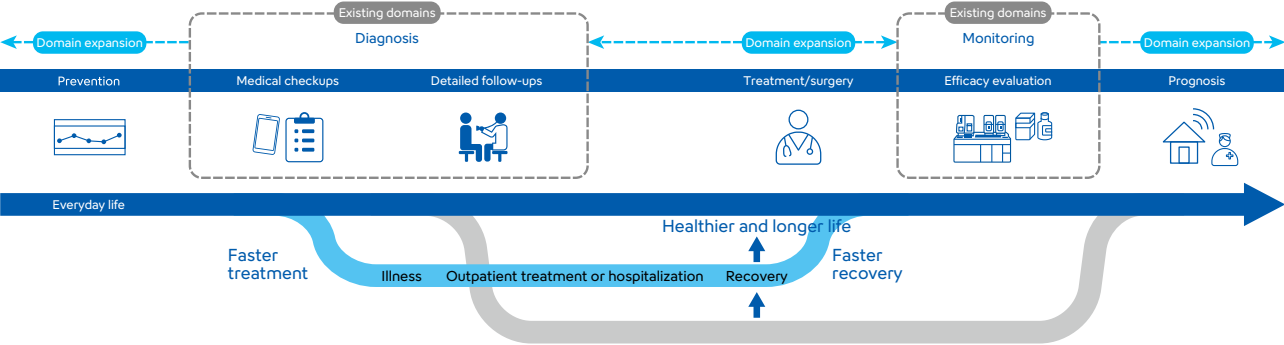 Existing domains
Existing domains
Domain expansion
Diagnosis
Domain expansion
Monitoring
Domain expansion
Prevention
Medical checkups
Detailed follow-ups
Treatment/surgery
Efficacy evaluation
Prognosis
Everyday life
Healthier and longer life
Faster
treatment
Illness
Outpatient treatment or hospitalization
Recovery
Faster
recovery